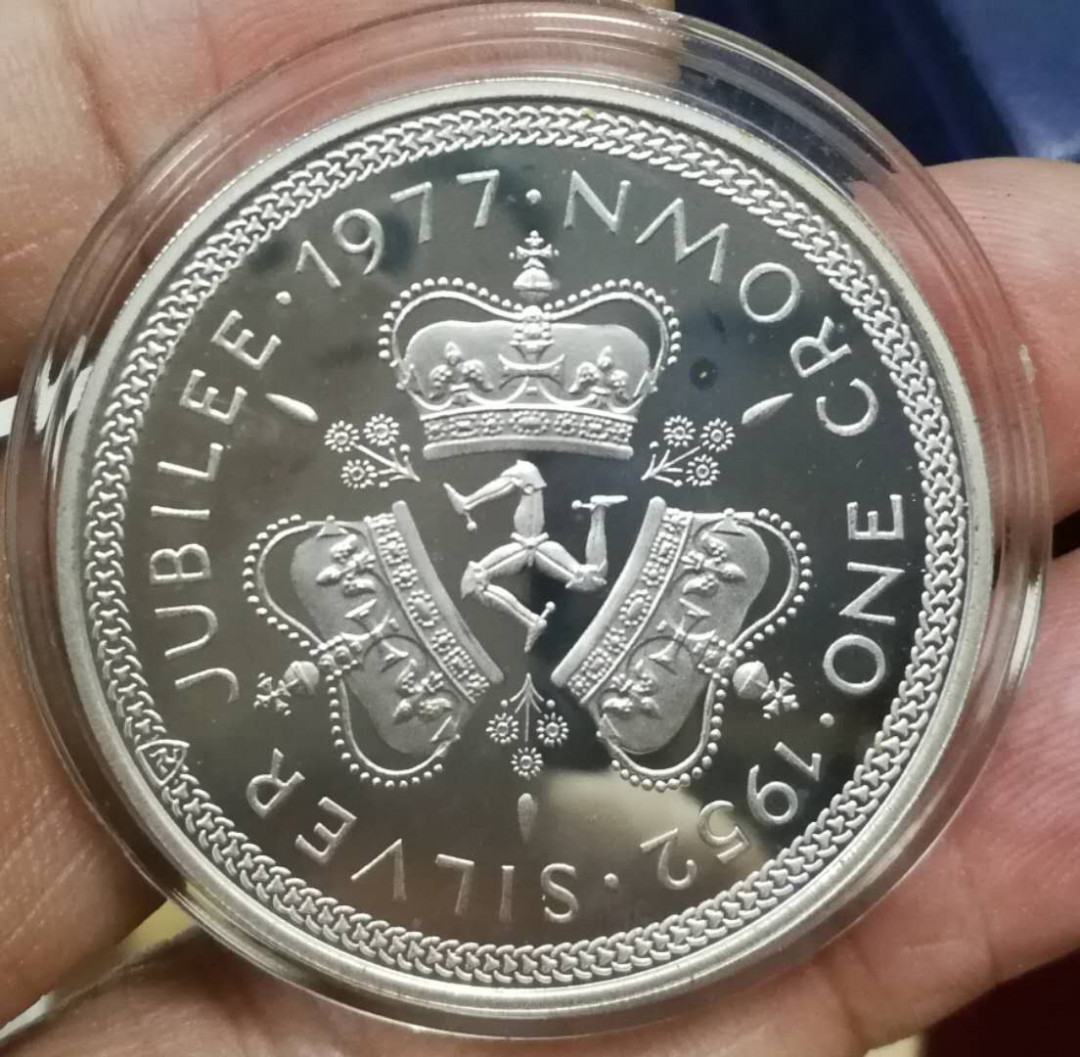 1952 · SILVER JUBILEE · 1977 · ONE CROWN ·